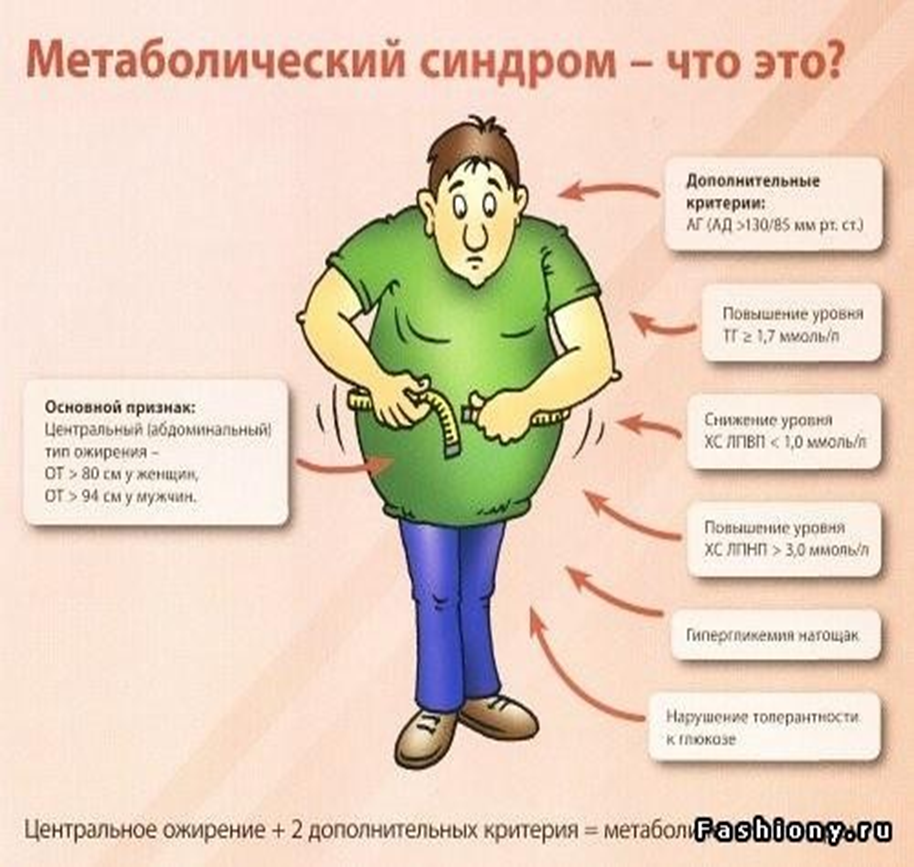 Метаболический синдром – что это?
Дополнительные
критерии:
АГ (АД >130/85 мм рт. ст.)
Повышение уровня
ТГ ≥ 1,7 ммоль/л
Снижение уровня
ХС ЛПВП < 1,0 ммоль/л
Основной признак:
Центральный (абдоминальный)
тип ожирения –
ОТ > 80 см у женщин,
ОТ > 94 см у мужчин.
Повышение уровня
ХС ЛПНП > 3,0 ммоль/л
Гипергликемия натощак
Нарушение толерантности
к глюкозе
Центральное ожирение + 2 дополнительных критерия =
Fashiony.ru